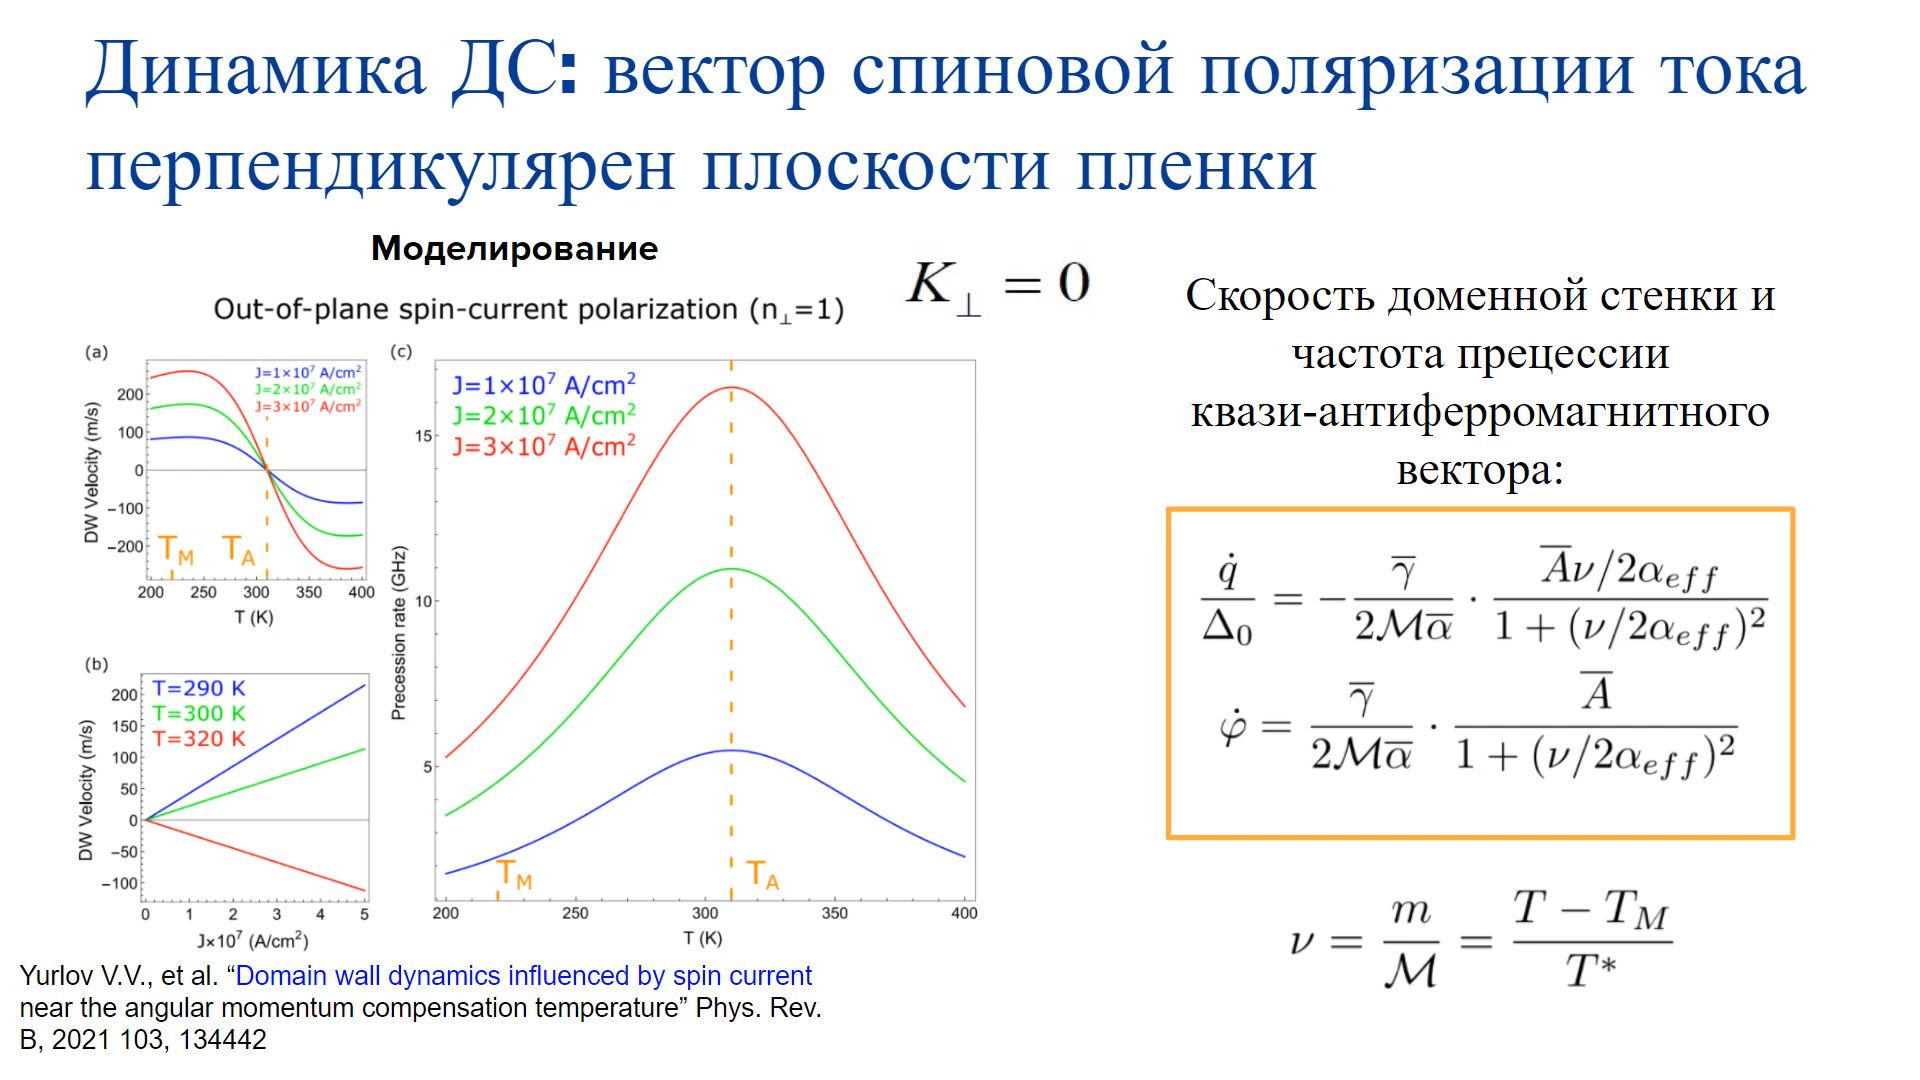 Динамика ДС: вектор спиновой поляризации тока
перпендикулярен плоскости пленки
Моделирование
Out-of-plane spin-current polarization (n⊥=1)
K⊥ = 0
(a)
J=1×10⁷ A/cm²
J=2×10⁷ A/cm²
J=3×10⁷ A/cm²
DW Velocity (m/s)
200
100
0
−100
−200
T_M T_A
200 250 300 350 400
T (K)
(b)
T=290 K
T=300 K
T=320 K
DW Velocity (m/s)
200
150
100
50
0
−50
−100
0 1 2 3 4 5
J×10⁷ (A/cm²)
(c)
J=1×10⁷ A/cm²
J=2×10⁷ A/cm²
J=3×10⁷ A/cm²
Precession rate (GHz)
15
10
5
T_M T_A
200 250 300 350 400
T (K)
Скорость доменной стенки и
частота прецессии
квази-антиферромагнитного
вектора:
q̇/Δ₀ = −γ̅/(2ℳα̅) · (A̅ν/2α_eff)/(1 + (ν/2α_eff)²)
φ̇ = γ̅/(2ℳα̅) · A̅/(1 + (ν/2α_eff)²)
ν = m/ℳ = (T − T_M)/T*
Yurlov V.V., et al. “Domain wall dynamics influenced by spin current
near the angular momentum compensation temperature” Phys. Rev.
B, 2021 103, 134442